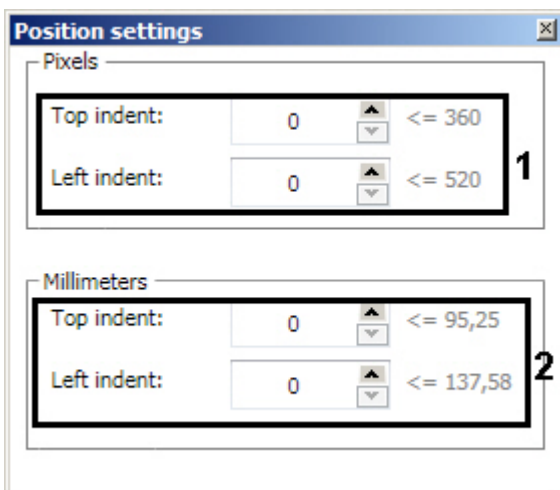 Position settings
Pixels
Top indent: 0 <= 360
Left indent: 0 <= 520
1
Millimeters
Top indent: 0 <= 95,25
Left indent: 0 <= 137,58
2